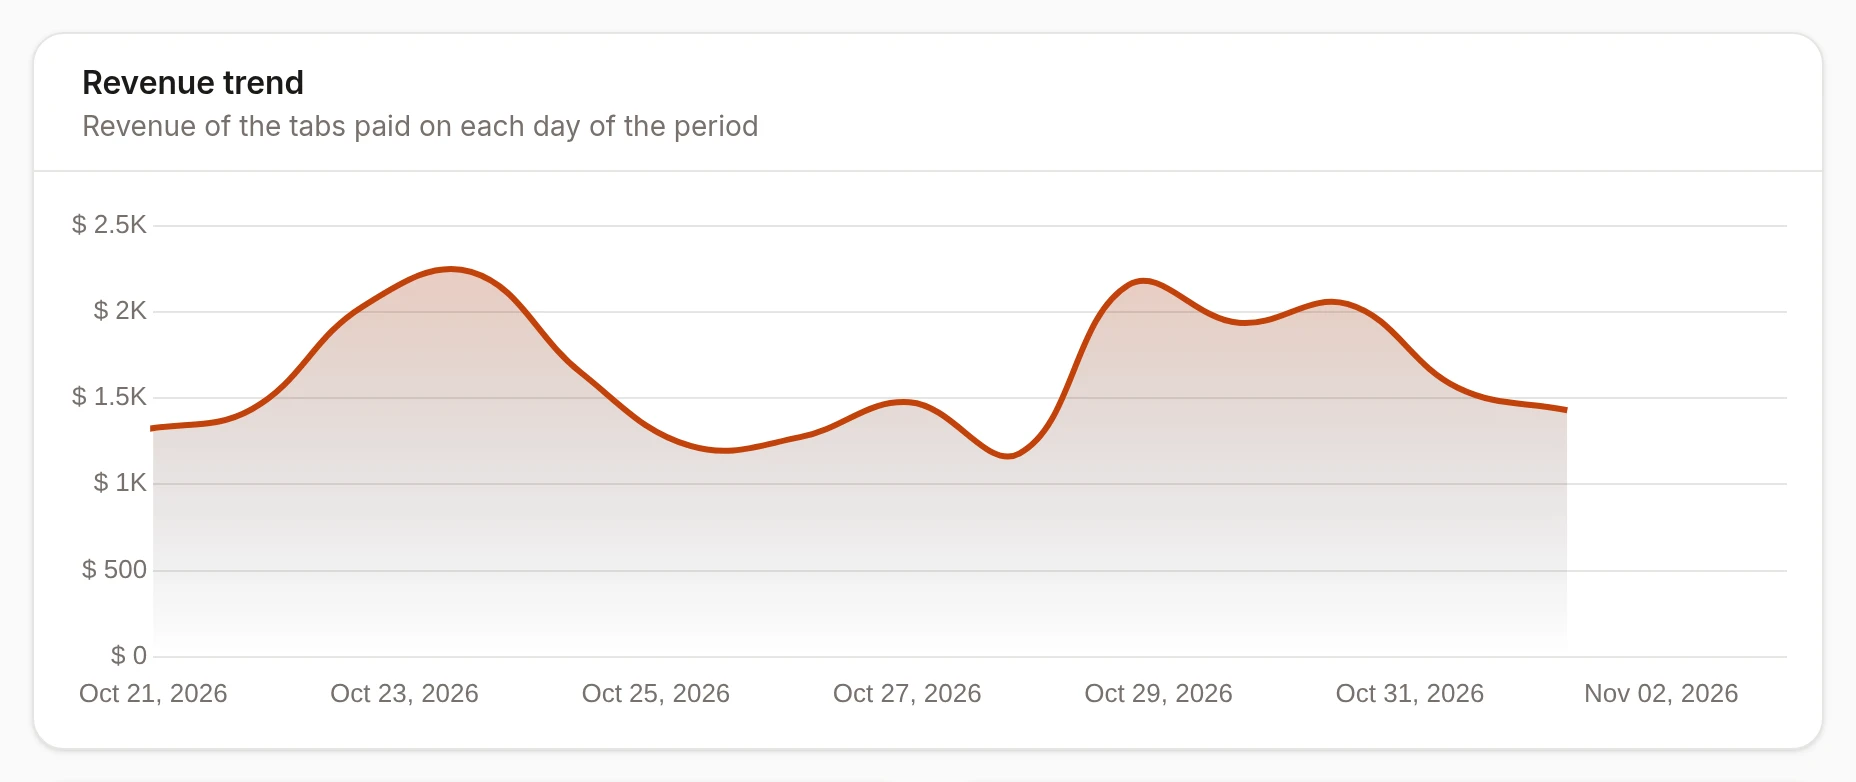 Revenue trend
Revenue of the tabs paid on each day of the period
$ 2.5K
$ 2K
$ 1.5K
$ 1K
$ 500
$ 0
Oct 21, 2026
Oct 23, 2026
Oct 25, 2026
Oct 27, 2026
Oct 29, 2026
Oct 31, 2026
Nov 02, 2026